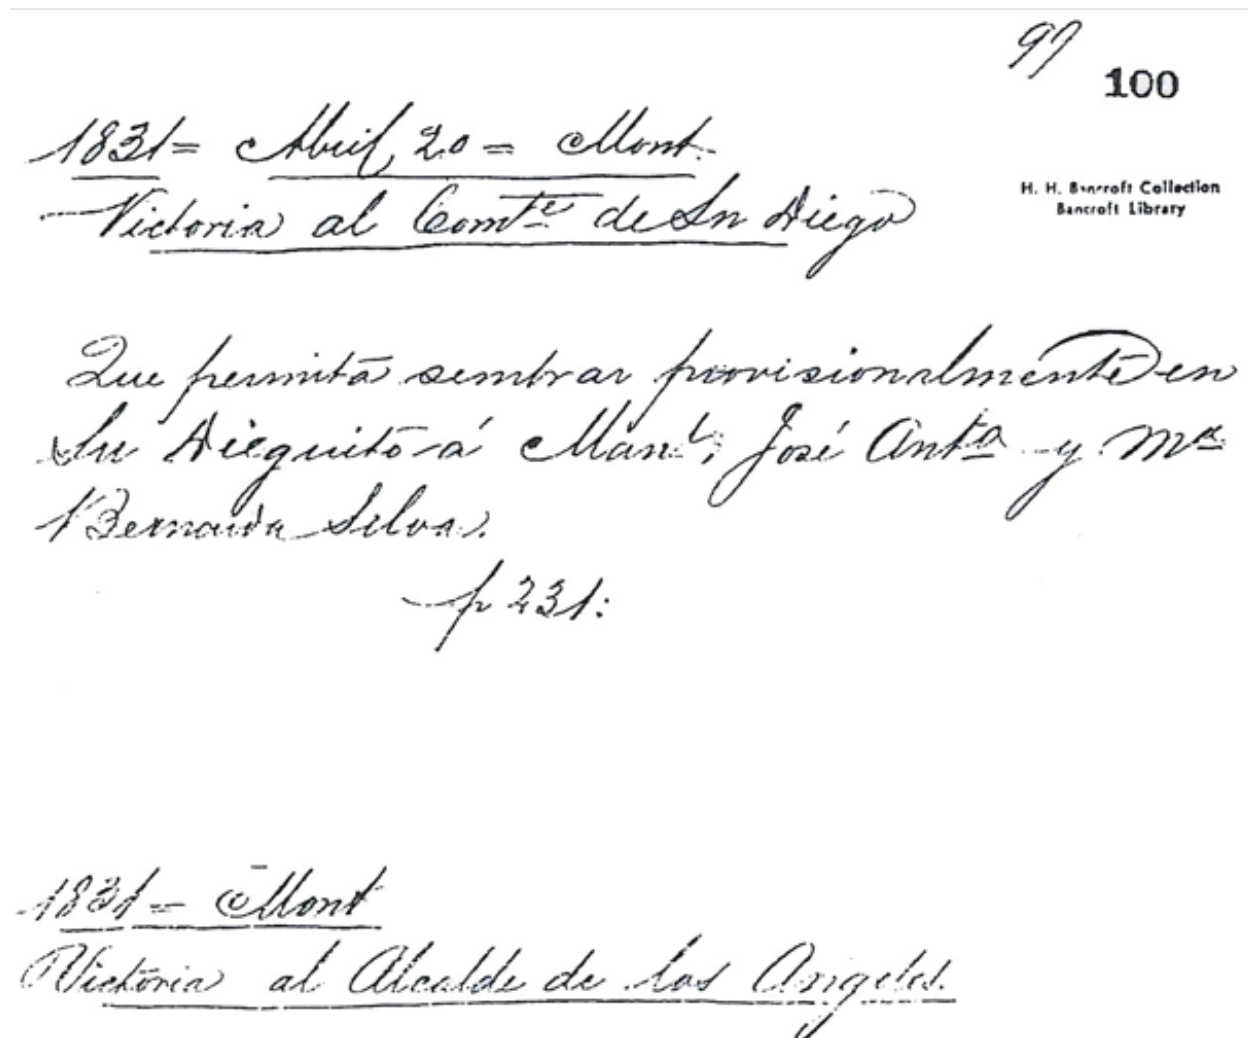 97
100
1831= Abril, 20 = Mont.
H. H. Bancroft Collection
Bancroft Library
Victoria al Comte de Sn Diego
Que permita sembrar provisionalmente en
Sn Dieguito á Manl, José Anta y Ma
Bernarda Silva.
p 231:
1831 = Mont
Victoria al Alcalde de los Angeles.